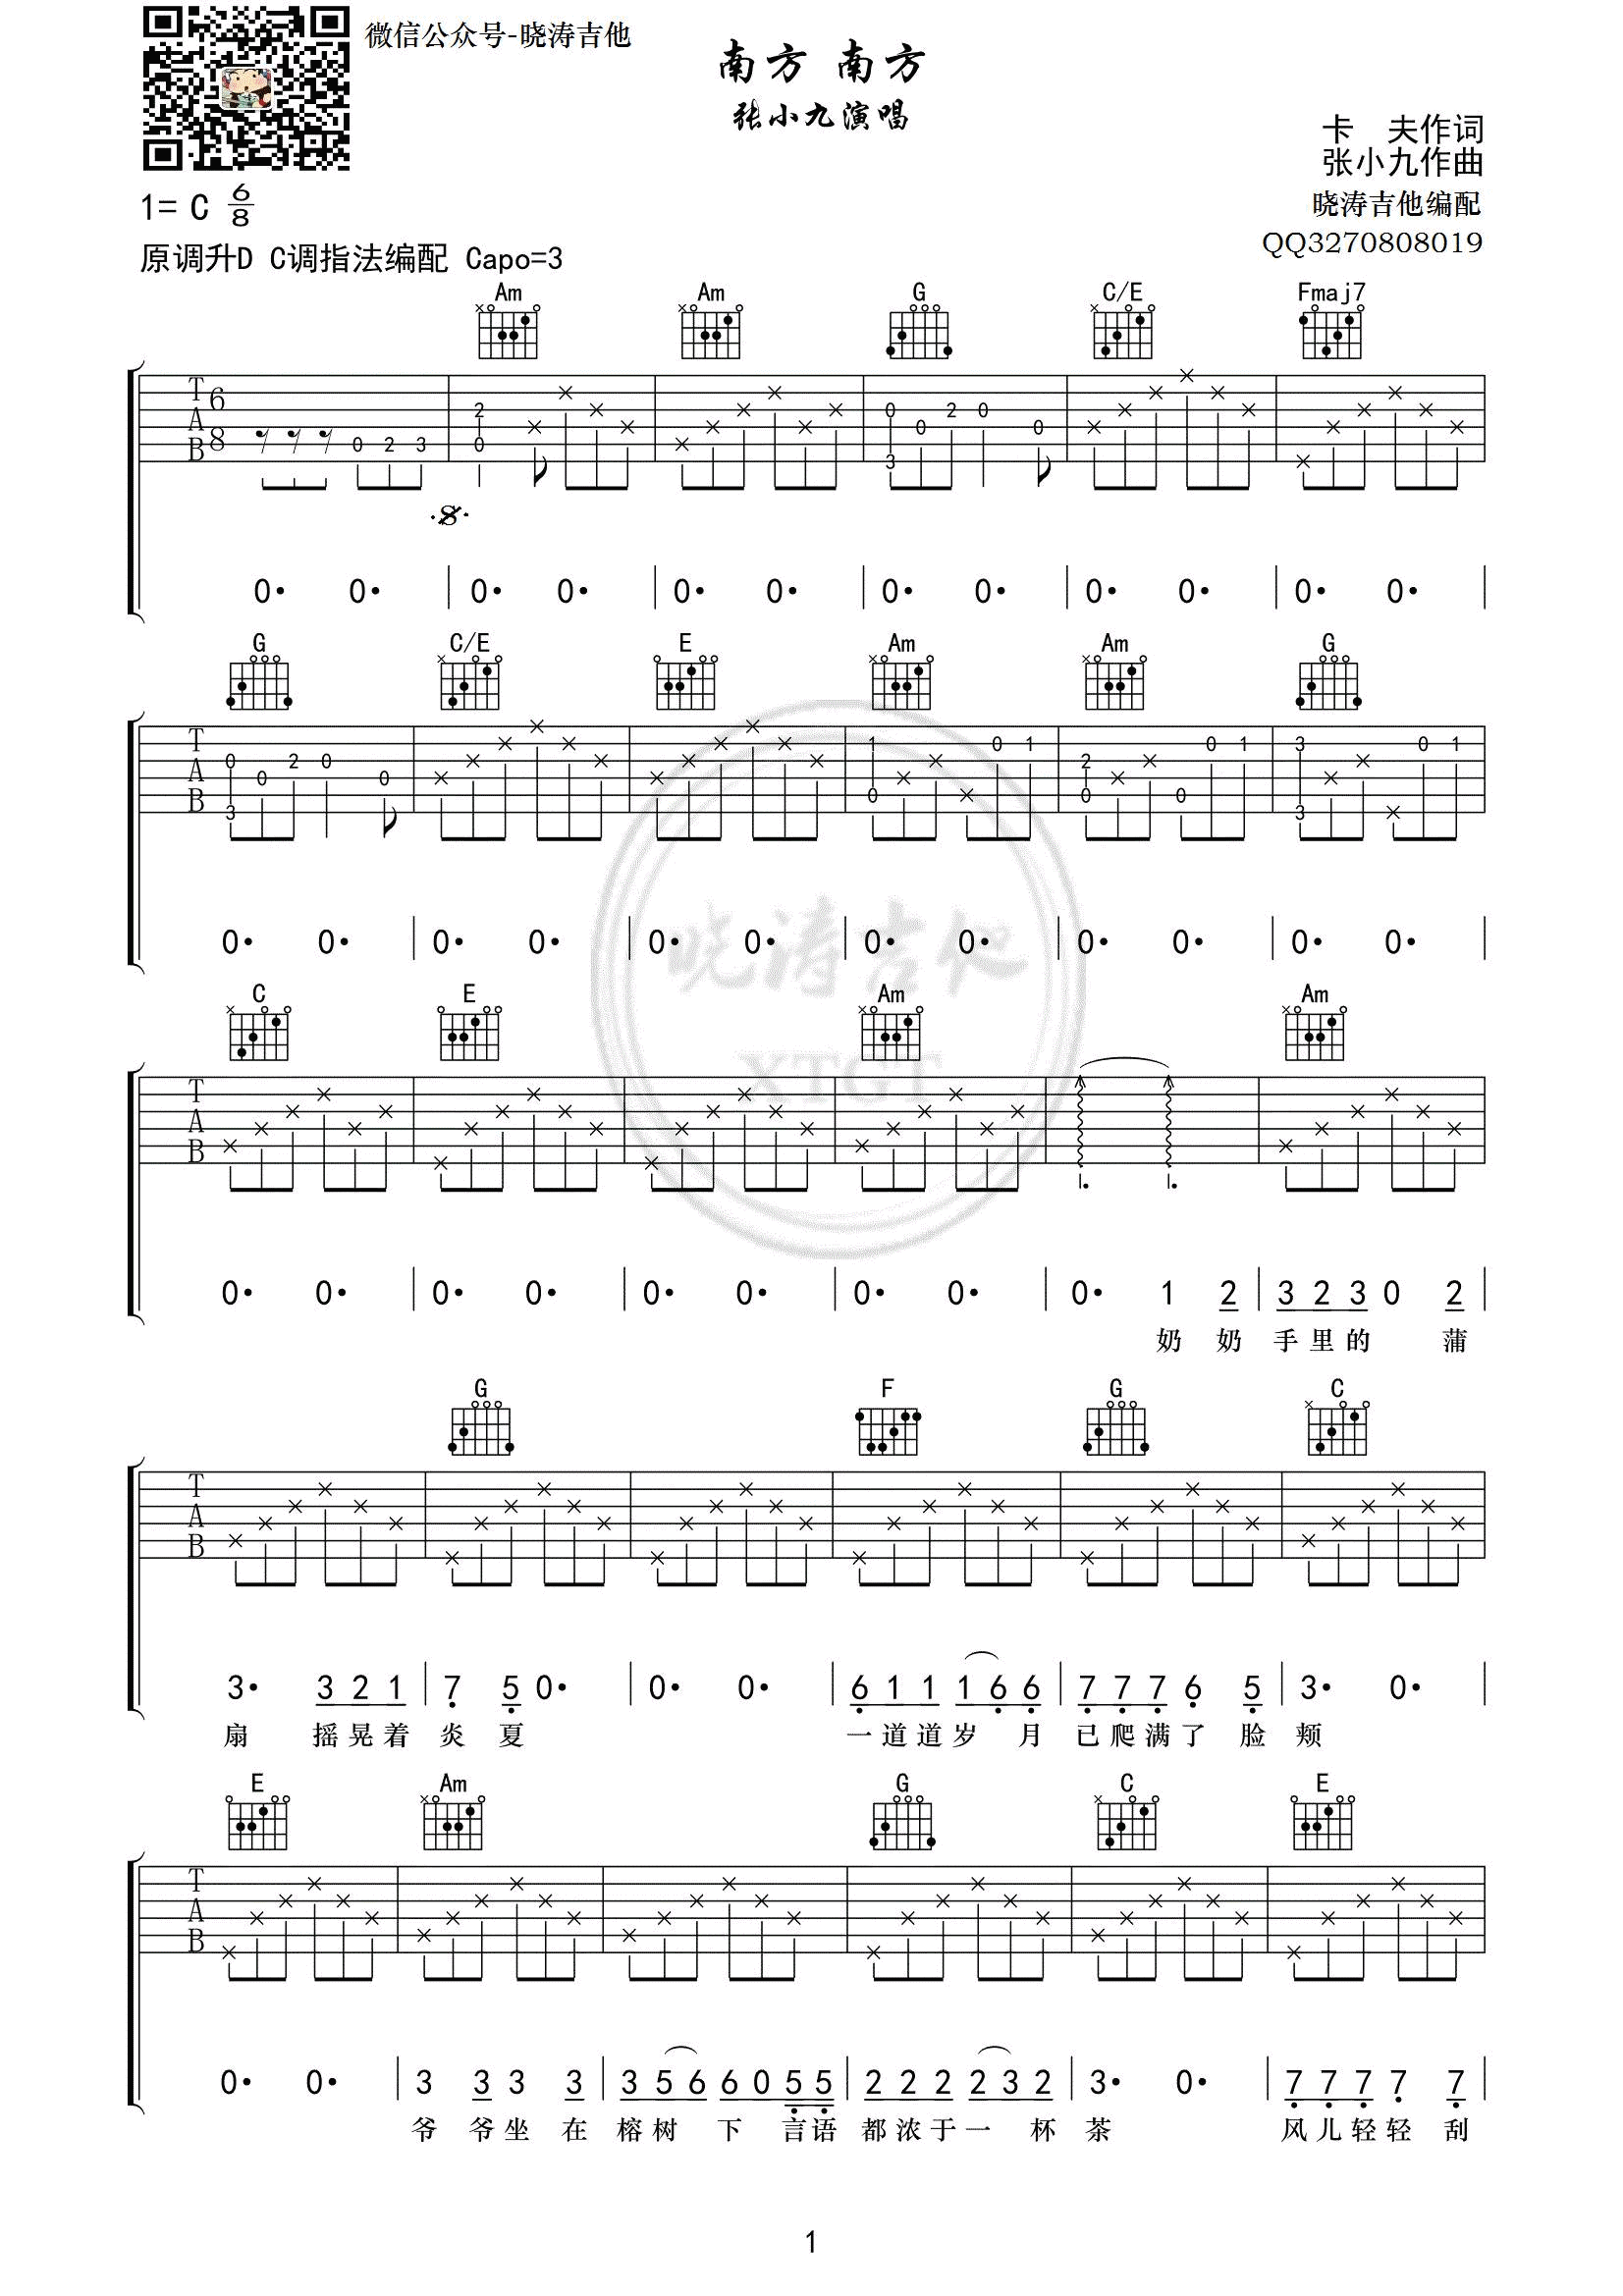 微信公众号-晓涛吉他
南方 南方
张小九演唱
卡 夫作词
张小九作曲
晓涛吉他编配
QQ3270808019
1= C 6/8
原调升D C调指法编配 Capo=3
Am Am G C/E Fmaj7
T A B 6 8 0 2 3 2 0 0 3 0 2 0 0
0· 0· 0· 0· 0· 0· 0· 0· 0· 0· 0· 0·
G C/E E Am Am G
T A B 0 3 0 2 0 0 1 0 0 1 2 0 0 0 1 3 3 0 1
0· 0· 0· 0· 0· 0· 0· 0· 0· 0· 0· 0·
晓涛吉他
C E Am Am
XTGT
T A B
0· 0· 0· 0· 0· 0· 0· 0· 0· 1 2 3 2 3 0 2
奶 奶 手 里 的 蒲
G F G C
T A B
3· 3 2 1 7 5 0· 0· 0· 6 1 1 1 6 6 7 7 7 6 5 3· 0·
扇 摇 晃 着 炎 夏 一 道 道 岁 月 已 爬 满 了 脸 颊
E Am G C E
T A B
0· 0· 3 3 3 3 3 5 6 6 0 5 5 2 2 2 2 3 2 3· 0· 7 7 7 7 7
爷 爷 坐 在 榕 树 下 言 语 都 浓 于 一 杯 茶 风 儿 轻 轻 刮
1